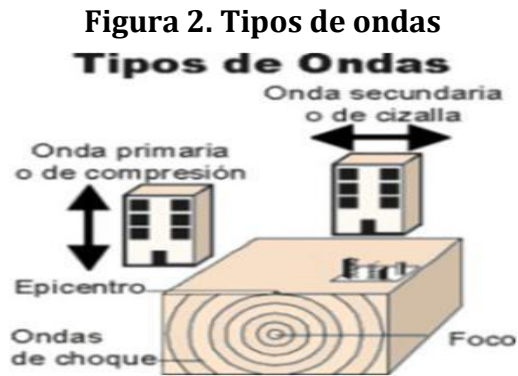 Figura 2. Tipos de ondas
Tipos de Ondas
Onda secundaria
o de cizalla
Onda primaria
o de compresión
Epicentro
Ondas
de choque
Foco